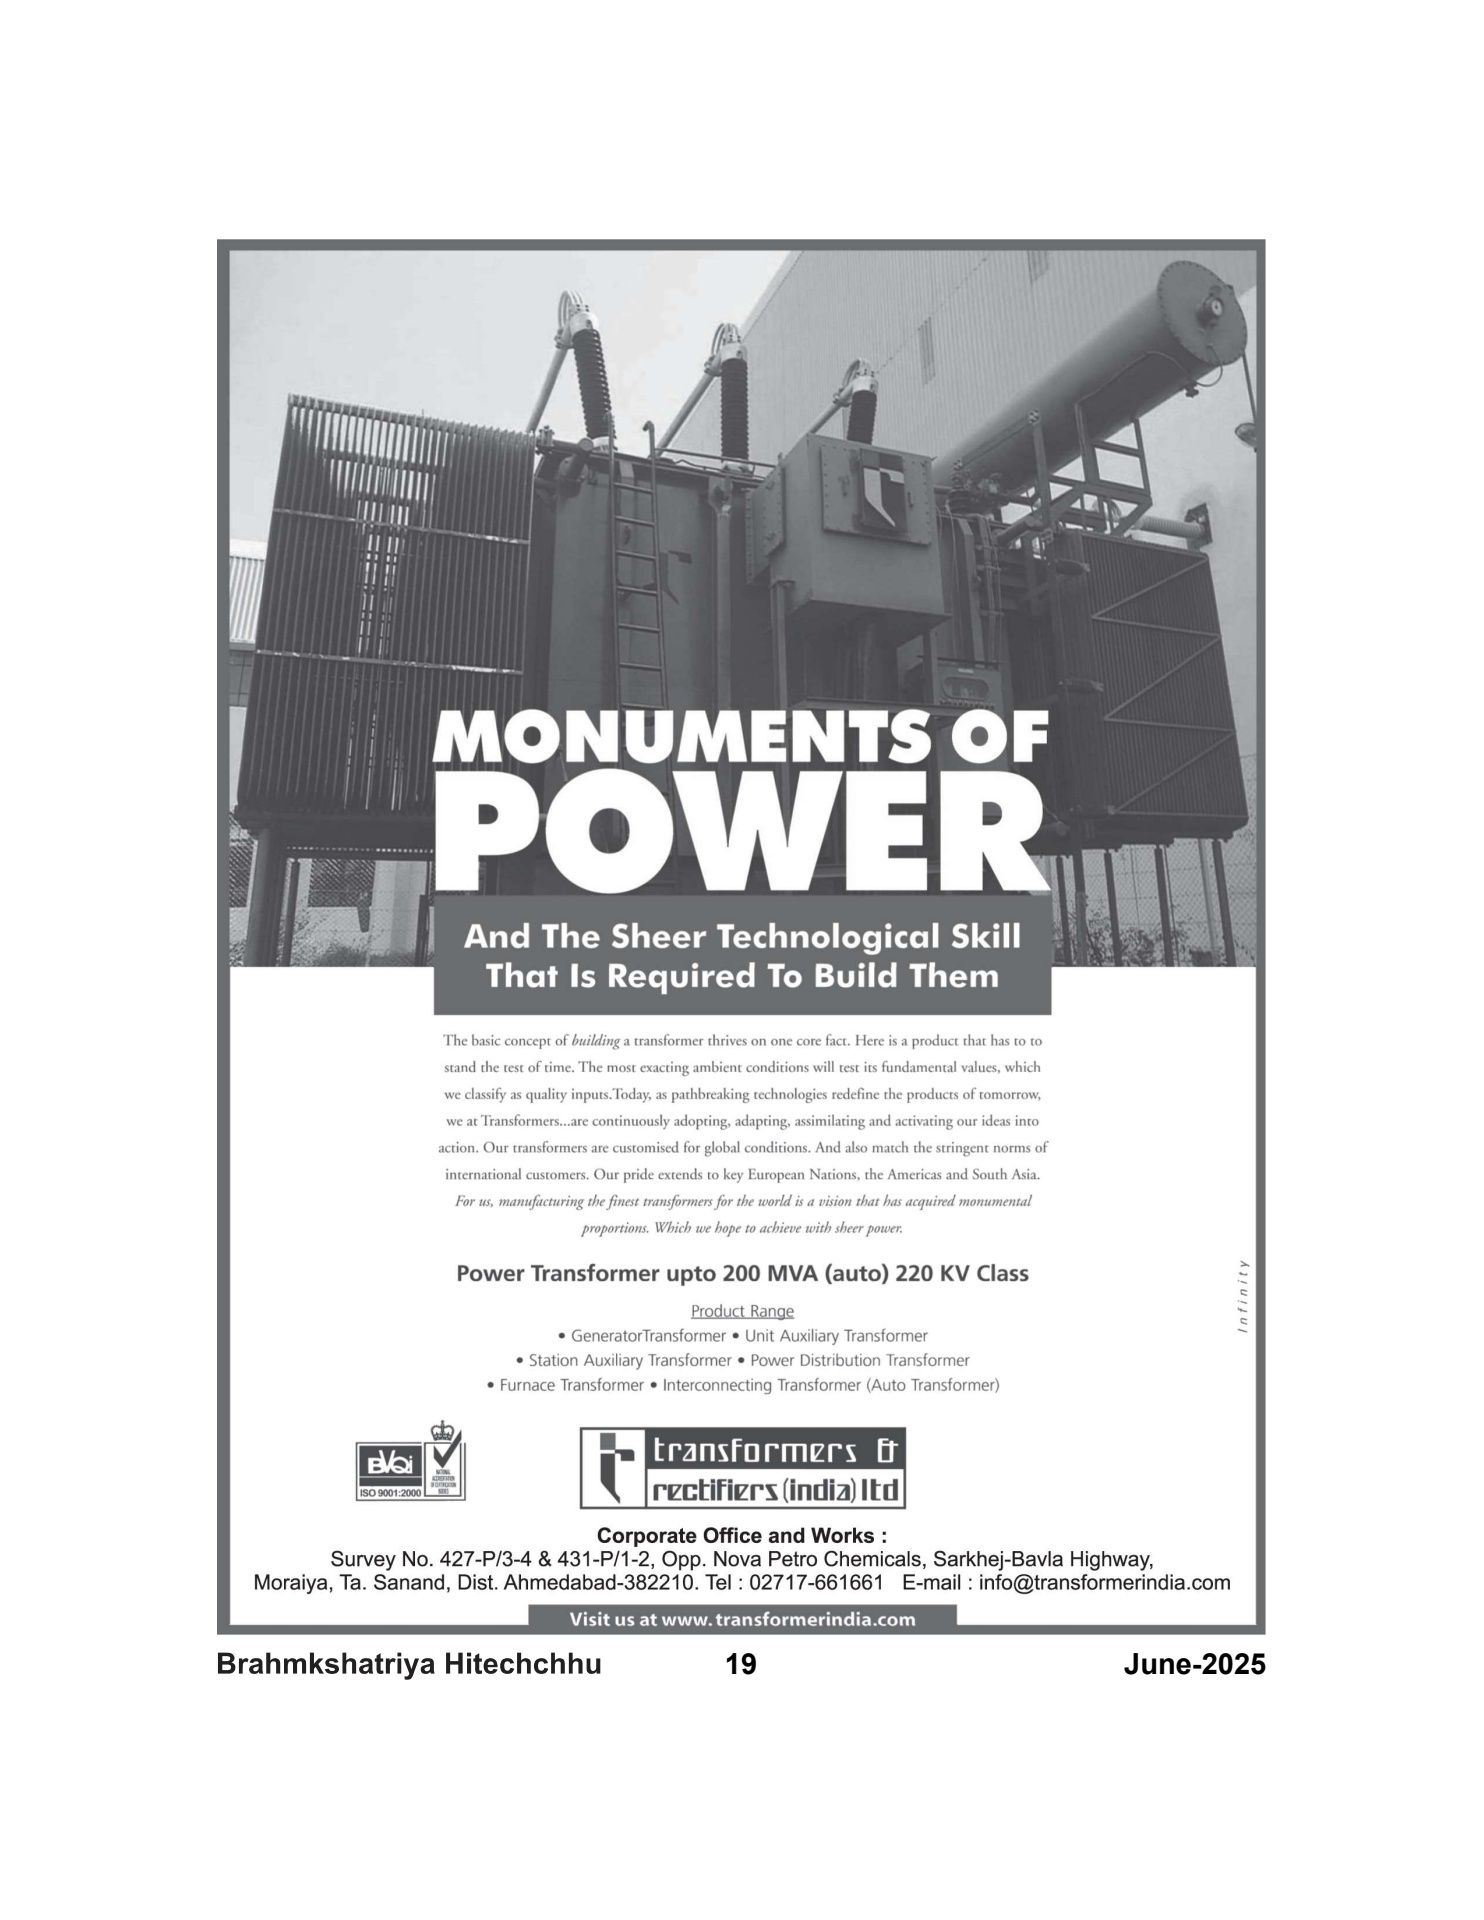 MONUMENTS OF
POWER
And The Sheer Technological Skill
That Is Required To Build Them
The basic concept of building a transformer thrives on one core fact. Here is a product that has to to
stand the test of time. The most exacting ambient conditions will test its fundamental values, which
we classify as quality inputs.Today, as pathbreaking technologies redefine the products of tomorrow,
we at Transformers...are continuously adopting, adapting, assimilating and activating our ideas into
action. Our transformers are customised for global conditions. And also match the stringent norms of
international customers. Our pride extends to key European Nations, the Americas and South Asia.
For us, manufacturing the finest transformers for the world is a vision that has acquired monumental
proportions. Which we hope to achieve with sheer power.
Power Transformer upto 200 MVA (auto) 220 KV Class
Infinity
Product Range
• GeneratorTransformer • Unit Auxiliary Transformer
• Station Auxiliary Transformer • Power Distribution Transformer
• Furnace Transformer • Interconnecting Transformer (Auto Transformer)
BVQi
ISO 9001:2000
NATIONAL
ACCREDITATION
OF CERTIFICATION
BODIES
transformers &
rectifiers (india) ltd
Corporate Office and Works :
Survey No. 427-P/3-4 & 431-P/1-2, Opp. Nova Petro Chemicals, Sarkhej-Bavla Highway,
Moraiya, Ta. Sanand, Dist. Ahmedabad-382210. Tel : 02717-661661 E-mail : info@transformerindia.com
Visit us at www.transformerindia.com
Brahmkshatriya Hitechchhu 19 June-2025